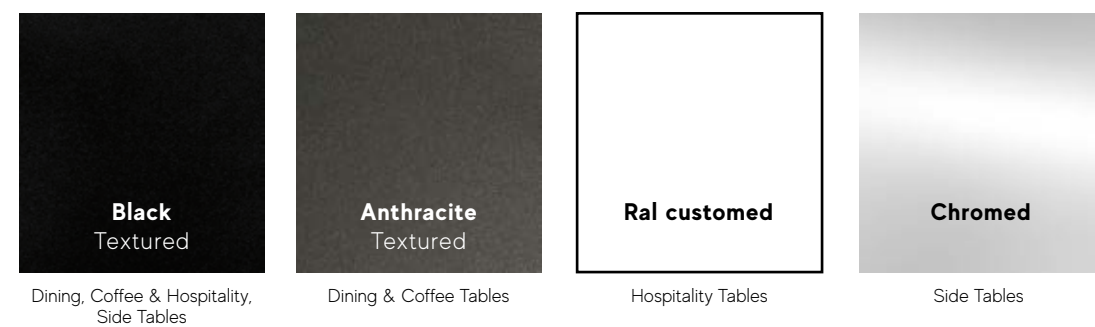 Black
Textured
Dining, Coffee & Hospitality,
Side Tables
Anthracite
Textured
Dining & Coffee Tables
Ral customed
Hospitality Tables
Chromed
Side Tables